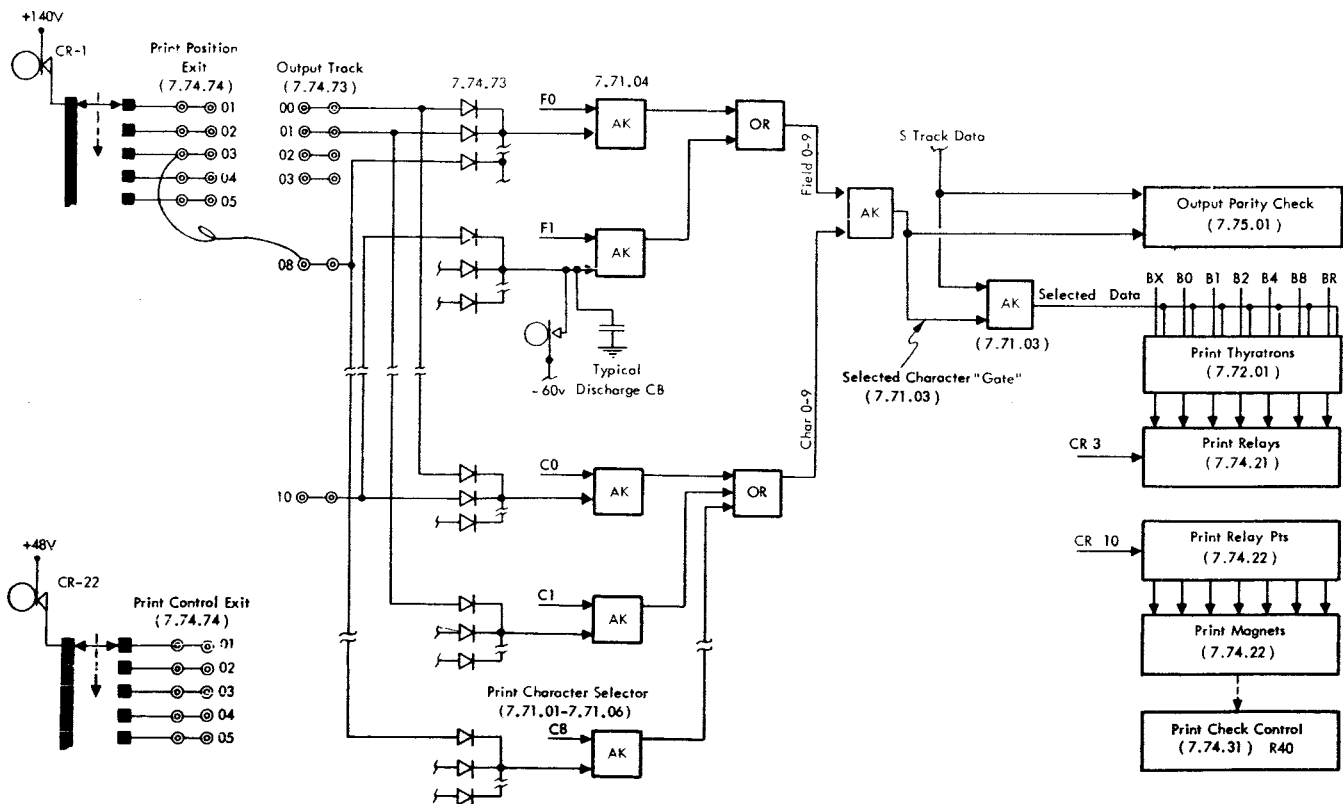 +140V
CR-1
Print Position
Exit
(7.74.74)
01
02
03
04
05
Output Track
(7.74.73)
00
01
02
03
08
10
7.74.73
7.71.04
F0
AK
OR
F1
AK
~60v
Typical
Discharge CB
Field 0-9
S Track Data
AK
Output Parity Check
(7.75.01)
AK
(7.71.03)
Selected Data
BX B0 B1 B2 B4 B8 BR
Print Thyratrons
(7.72.01)
Selected Character "Gate"
(7.71.03)
CR 3
Print Relays
(7.74.21)
Char 0-9
C0
AK
OR
C1
AK
CR 10
Print Relay Pts
(7.74.22)
Print Magnets
(7.74.22)
Print Check Control
(7.74.31) R40
+48V
CR-22
Print Control Exit
(7.74.74)
01
02
03
04
05
Print Character Selector
(7.71.01-7.71.06)
C8
AK